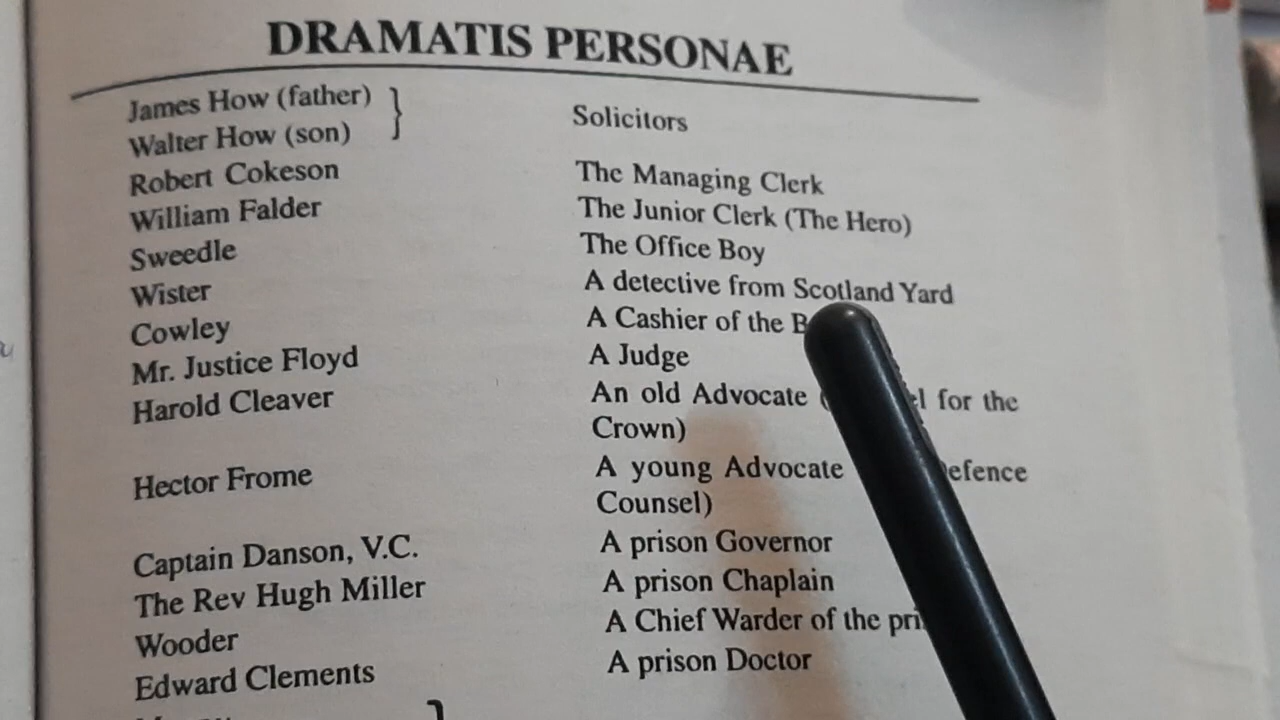 DRAMATIS PERSONAE
James How (father) } Solicitors
Walter How (son)
Robert Cokeson The Managing Clerk
William Falder The Junior Clerk (The Hero)
Sweedle The Office Boy
Wister A detective from Scotland Yard
Cowley A Cashier of the
Mr. Justice Floyd A Judge
Harold Cleaver An old Advocate for the
Crown)
Hector Frome A young Advocate
Counsel)
Captain Danson, V.C. A prison Governor
The Rev Hugh Miller A prison Chaplain
Wooder A Chief Warder of the
Edward Clements A prison Doctor